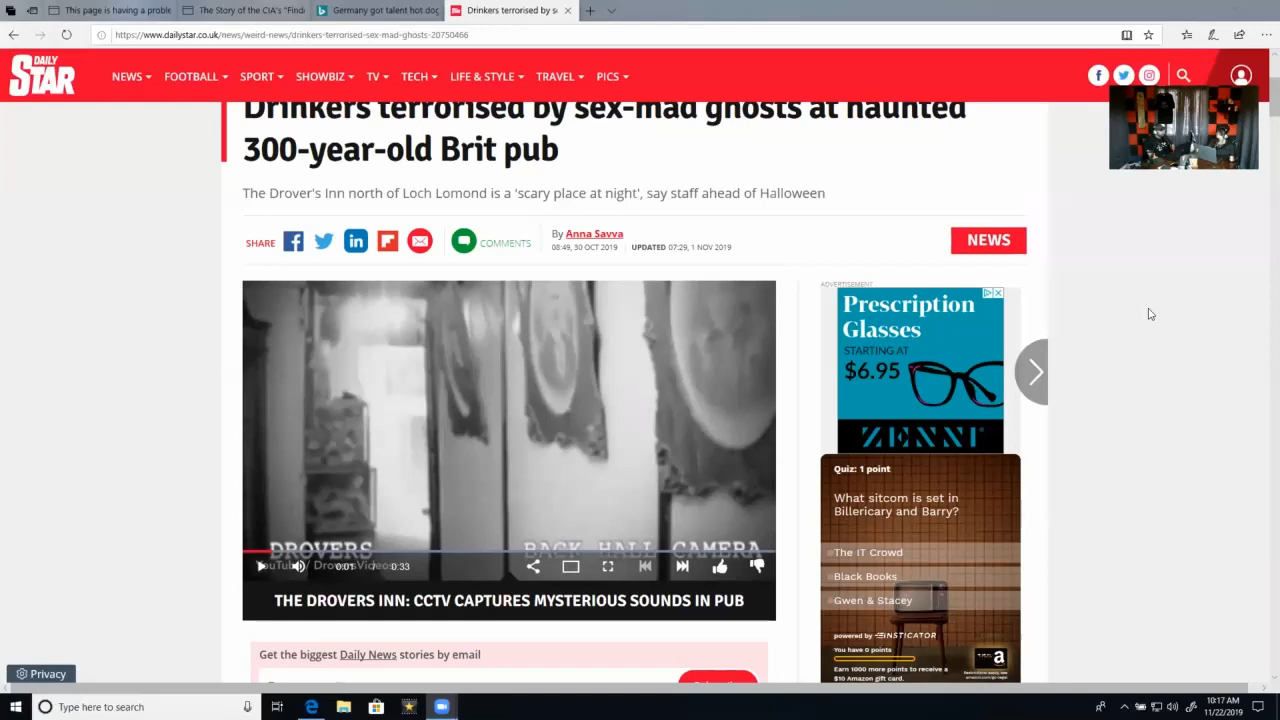 This page is having a proble
The Story of the CIA's "Findi
Germany got talent hot dog
Drinkers terrorised by se
https://www.dailystar.co.uk/news/weird-news/drinkers-terrorised-sex-mad-ghosts-20750466
DAILY
STAR
NEWS FOOTBALL SPORT SHOWBIZ TV TECH LIFE & STYLE TRAVEL PICS
Drinkers terrorised by sex-mad ghosts at haunted
300-year-old Brit pub
The Drover's Inn north of Loch Lomond is a 'scary place at night', say staff ahead of Halloween
SHARE
COMMENTS
By Anna Savva
08:49, 30 OCT 2019 UPDATED 07:29, 1 NOV 2019
NEWS
ADVERTISEMENT
Prescription
Glasses
STARTING AT
$6.95
ZENNI
DROVERS
BACK HALL CAMERA
YouTube / DroversVideos
0:01 / 0:33
THE DROVERS INN: CCTV CAPTURES MYSTERIOUS SOUNDS IN PUB
Quiz: 1 point
What sitcom is set in
Billericary and Barry?
The IT Crowd
Black Books
Gwen & Stacey
powered by EINSTICATOR
You have 0 points
Earn 1000 more points to receive a
$10 Amazon gift card.
Get the biggest Daily News stories by email
Privacy
Type here to search
10:17 AM
11/22/2019